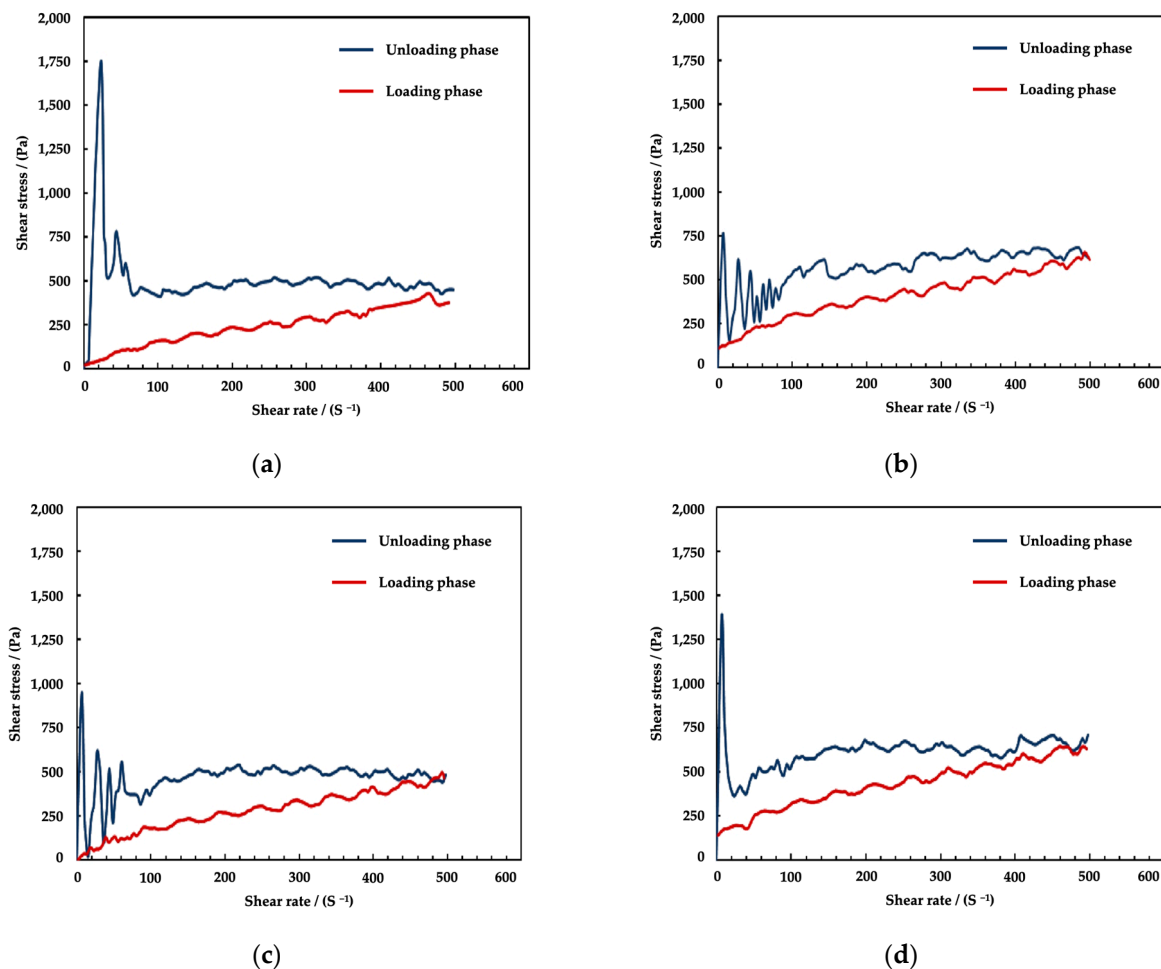 2,000
1,750
1,500
1,250
1,000
750
500
250
0
Shear stress / (Pa)
Unloading phase
Loading phase
0 100 200 300 400 500 600
Shear rate / (S ⁻¹)
(a)
2,000
1,750
1,500
1,250
1,000
750
500
250
0
Shear stress / (Pa)
Unloading phase
Loading phase
0 100 200 300 400 500 600
Shear rate / (S ⁻¹)
(b)
2,000
1,750
1,500
1,250
1,000
750
500
250
0
Shear stress / (Pa)
Unloading phase
Loading phase
0 100 200 300 400 500 600
Shear rate / (S ⁻¹)
(c)
2,000
1,750
1,500
1,250
1,000
750
500
250
0
Shear stress / (Pa)
Unloading phase
Loading phase
0 100 200 300 400 500 600
Shear rate / (S ⁻¹)
(d)